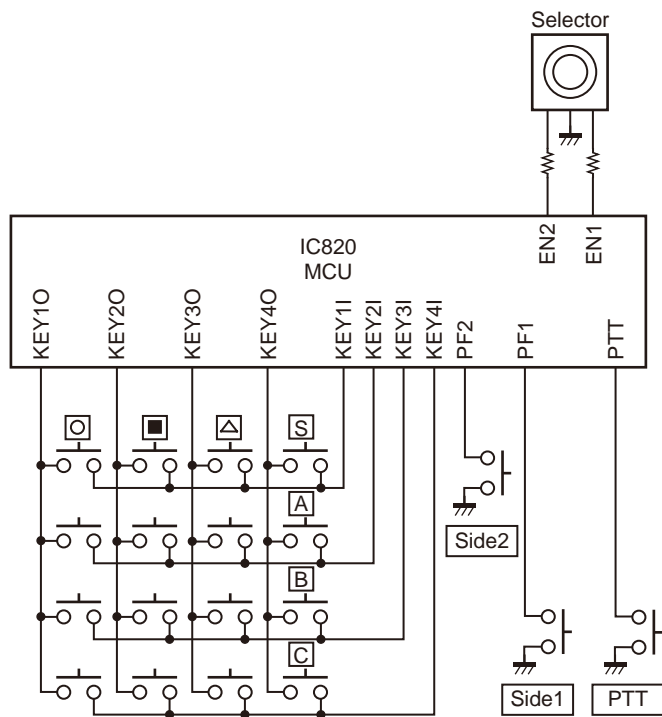 Selector
IC820
MCU
EN2
EN1
KEY1O
KEY2O
KEY3O
KEY4O
KEY1I
KEY2I
KEY3I
KEY4I
PF2
PF1
PTT
S
A
B
C
Side2
Side1
PTT